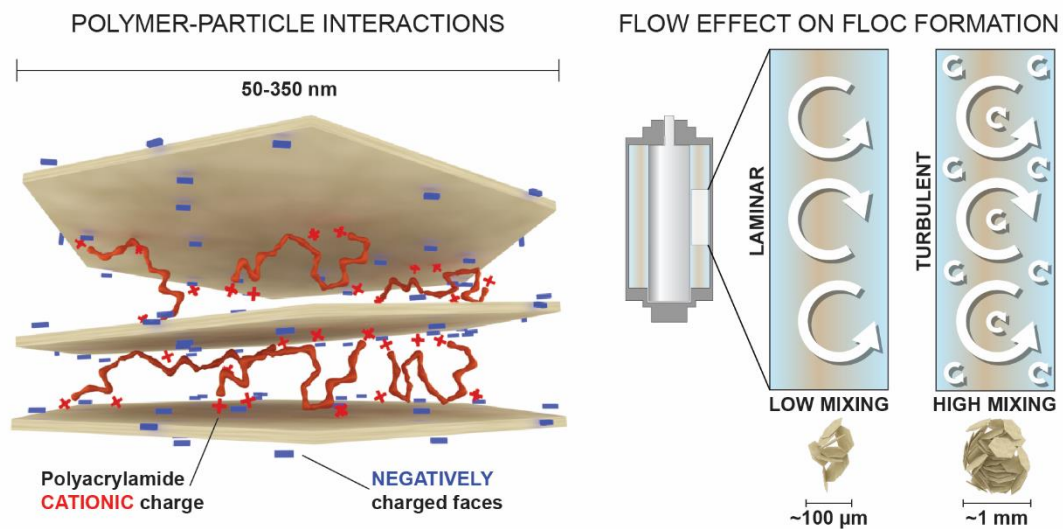 POLYMER-PARTICLE INTERACTIONS
50-350 nm
Polyacrylamide
CATIONIC charge
NEGATIVELY
charged faces
FLOW EFFECT ON FLOC FORMATION
LAMINAR
TURBULENT
LOW MIXING
HIGH MIXING
~100 µm
~1 mm